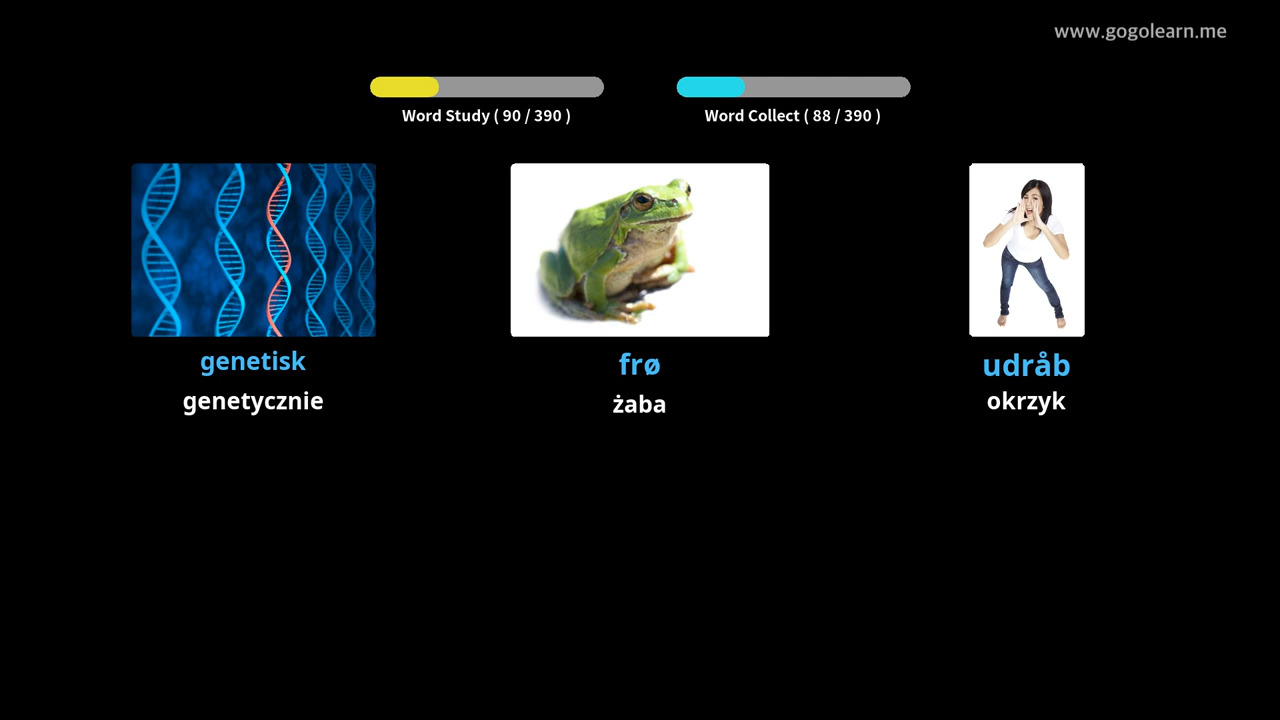 www.gogolearn.me
Word Study ( 90 / 390 )
Word Collect ( 88 / 390 )
genetisk
genetycznie
frø
żaba
udråb
okrzyk